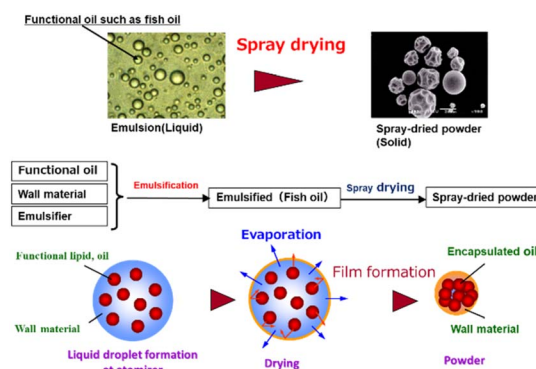 Functional oil such as fish oil
Spray drying
Emulsion(Liquid)
Spray-dried powder
(Solid)
Functional oil
Wall material
Emulsifier
Emulsification
Emulsified (Fish oil)
Spray drying
Spray-dried powder
Evaporation
Functional lipid, oil
Film formation
Encapsulated oil
Wall material
Wall material
Liquid droplet formation
at atomizer
Drying
Powder